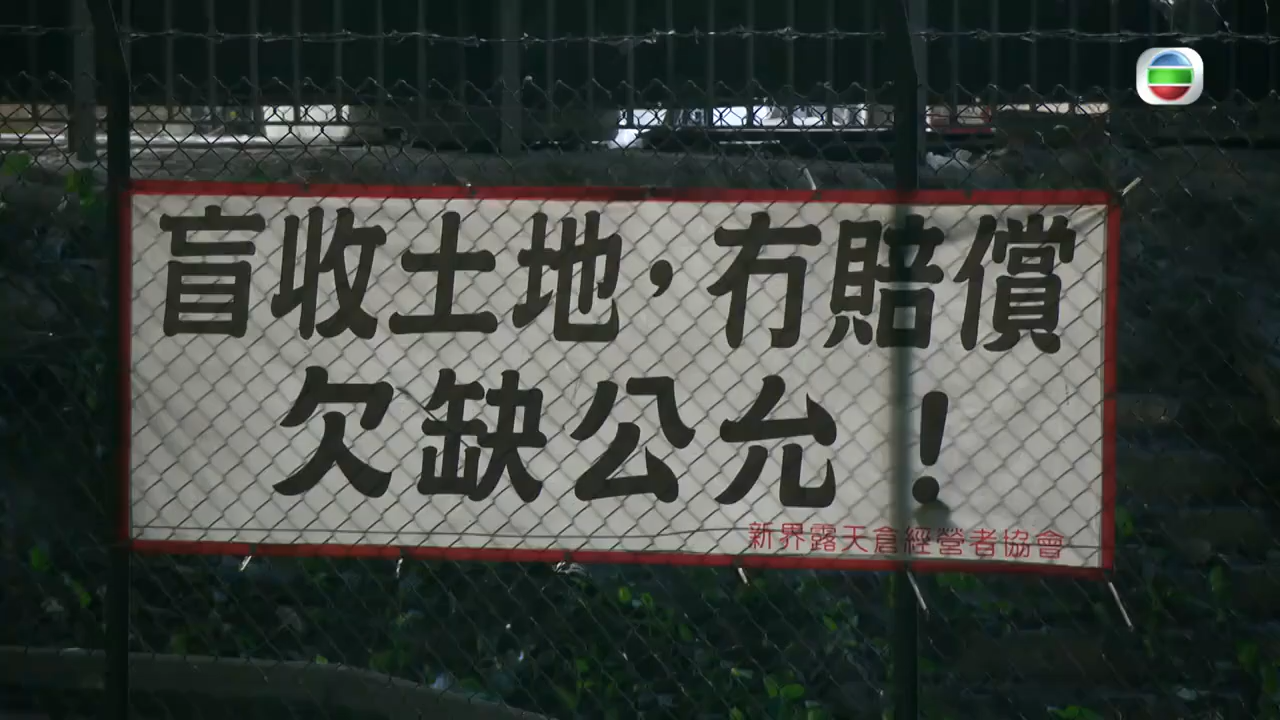 盲收土地，冇賠償
欠缺公允！
新界露天倉經營者協會